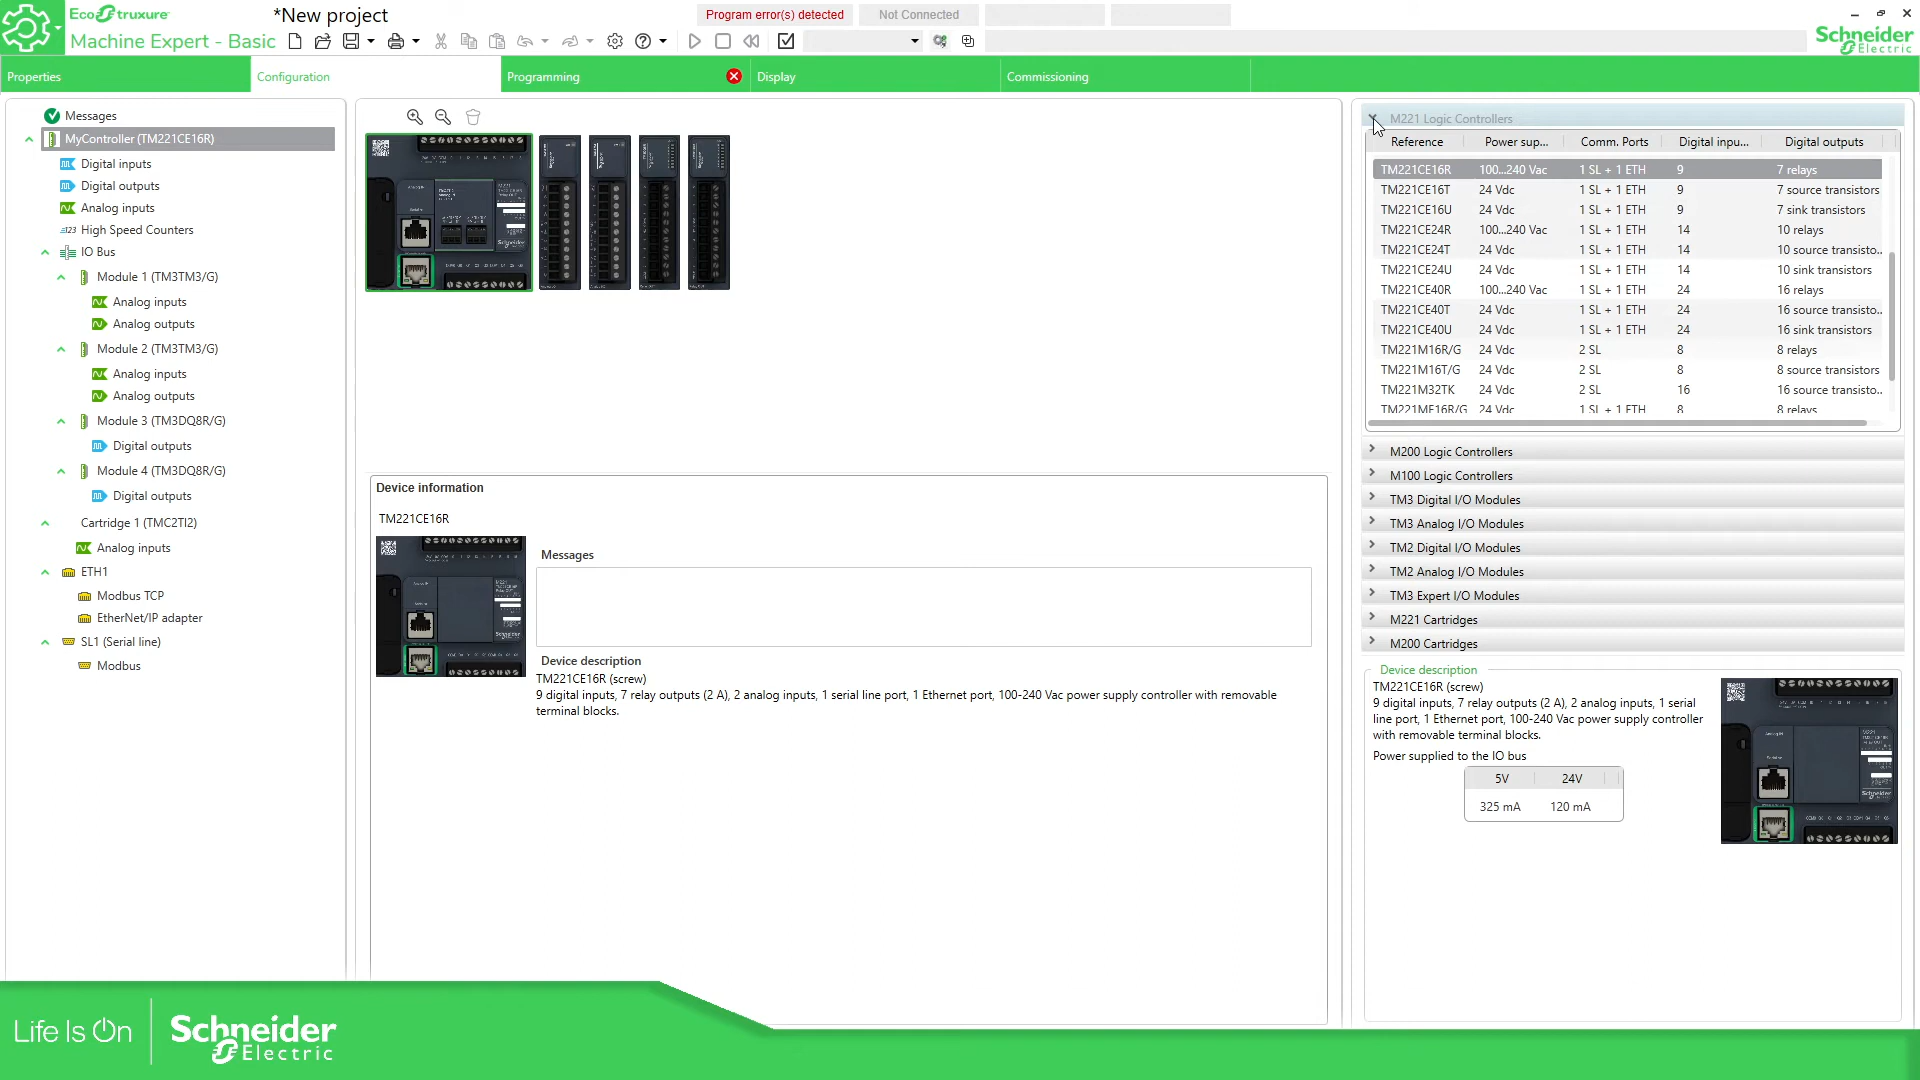 EcoStruxure
Machine Expert - Basic
*New project
Program error(s) detected
Not Connected
Schneider
Electric
Properties
Configuration
Programming
Display
Commissioning
Messages
MyController (TM221CE16R)
Digital inputs
Digital outputs
Analog inputs
High Speed Counters
IO Bus
Module 1 (TM3TM3/G)
Analog inputs
Analog outputs
Module 2 (TM3TM3/G)
Analog inputs
Analog outputs
Module 3 (TM3DQ8R/G)
Digital outputs
Module 4 (TM3DQ8R/G)
Digital outputs
Cartridge 1 (TMC2TI2)
Analog inputs
ETH1
Modbus TCP
EtherNet/IP adapter
SL1 (Serial line)
Modbus
Device information
TM221CE16R
Messages
Device description
TM221CE16R (screw)
9 digital inputs, 7 relay outputs (2 A), 2 analog inputs, 1 serial line port, 1 Ethernet port, 100-240 Vac power supply controller with removable
terminal blocks.
M221 Logic Controllers
Reference Power sup... Comm. Ports Digital inpu... Digital outputs
TM221CE16R 100...240 Vac 1 SL + 1 ETH 9 7 relays
TM221CE16T 24 Vdc 1 SL + 1 ETH 9 7 source transistors
TM221CE16U 24 Vdc 1 SL + 1 ETH 9 7 sink transistors
TM221CE24R 100...240 Vac 1 SL + 1 ETH 14 10 relays
TM221CE24T 24 Vdc 1 SL + 1 ETH 14 10 source transisto..
TM221CE24U 24 Vdc 1 SL + 1 ETH 14 10 sink transistors
TM221CE40R 100...240 Vac 1 SL + 1 ETH 24 16 relays
TM221CE40T 24 Vdc 1 SL + 1 ETH 24 16 source transisto..
TM221CE40U 24 Vdc 1 SL + 1 ETH 24 16 sink transistors
TM221M16R/G 24 Vdc 2 SL 8 8 relays
TM221M16T/G 24 Vdc 2 SL 8 8 source transistors
TM221M32TK 24 Vdc 2 SL 16 16 source transisto..
TM221ME16R/G 24 Vdc 1 SL + 1 ETH 8 8 relays
M200 Logic Controllers
M100 Logic Controllers
TM3 Digital I/O Modules
TM3 Analog I/O Modules
TM2 Digital I/O Modules
TM2 Analog I/O Modules
TM3 Expert I/O Modules
M221 Cartridges
M200 Cartridges
Device description
TM221CE16R (screw)
9 digital inputs, 7 relay outputs (2 A), 2 analog inputs, 1 serial
line port, 1 Ethernet port, 100-240 Vac power supply controller
with removable terminal blocks.
Power supplied to the IO bus
5V 24V
325 mA 120 mA
Life Is On
Schneider
Electric